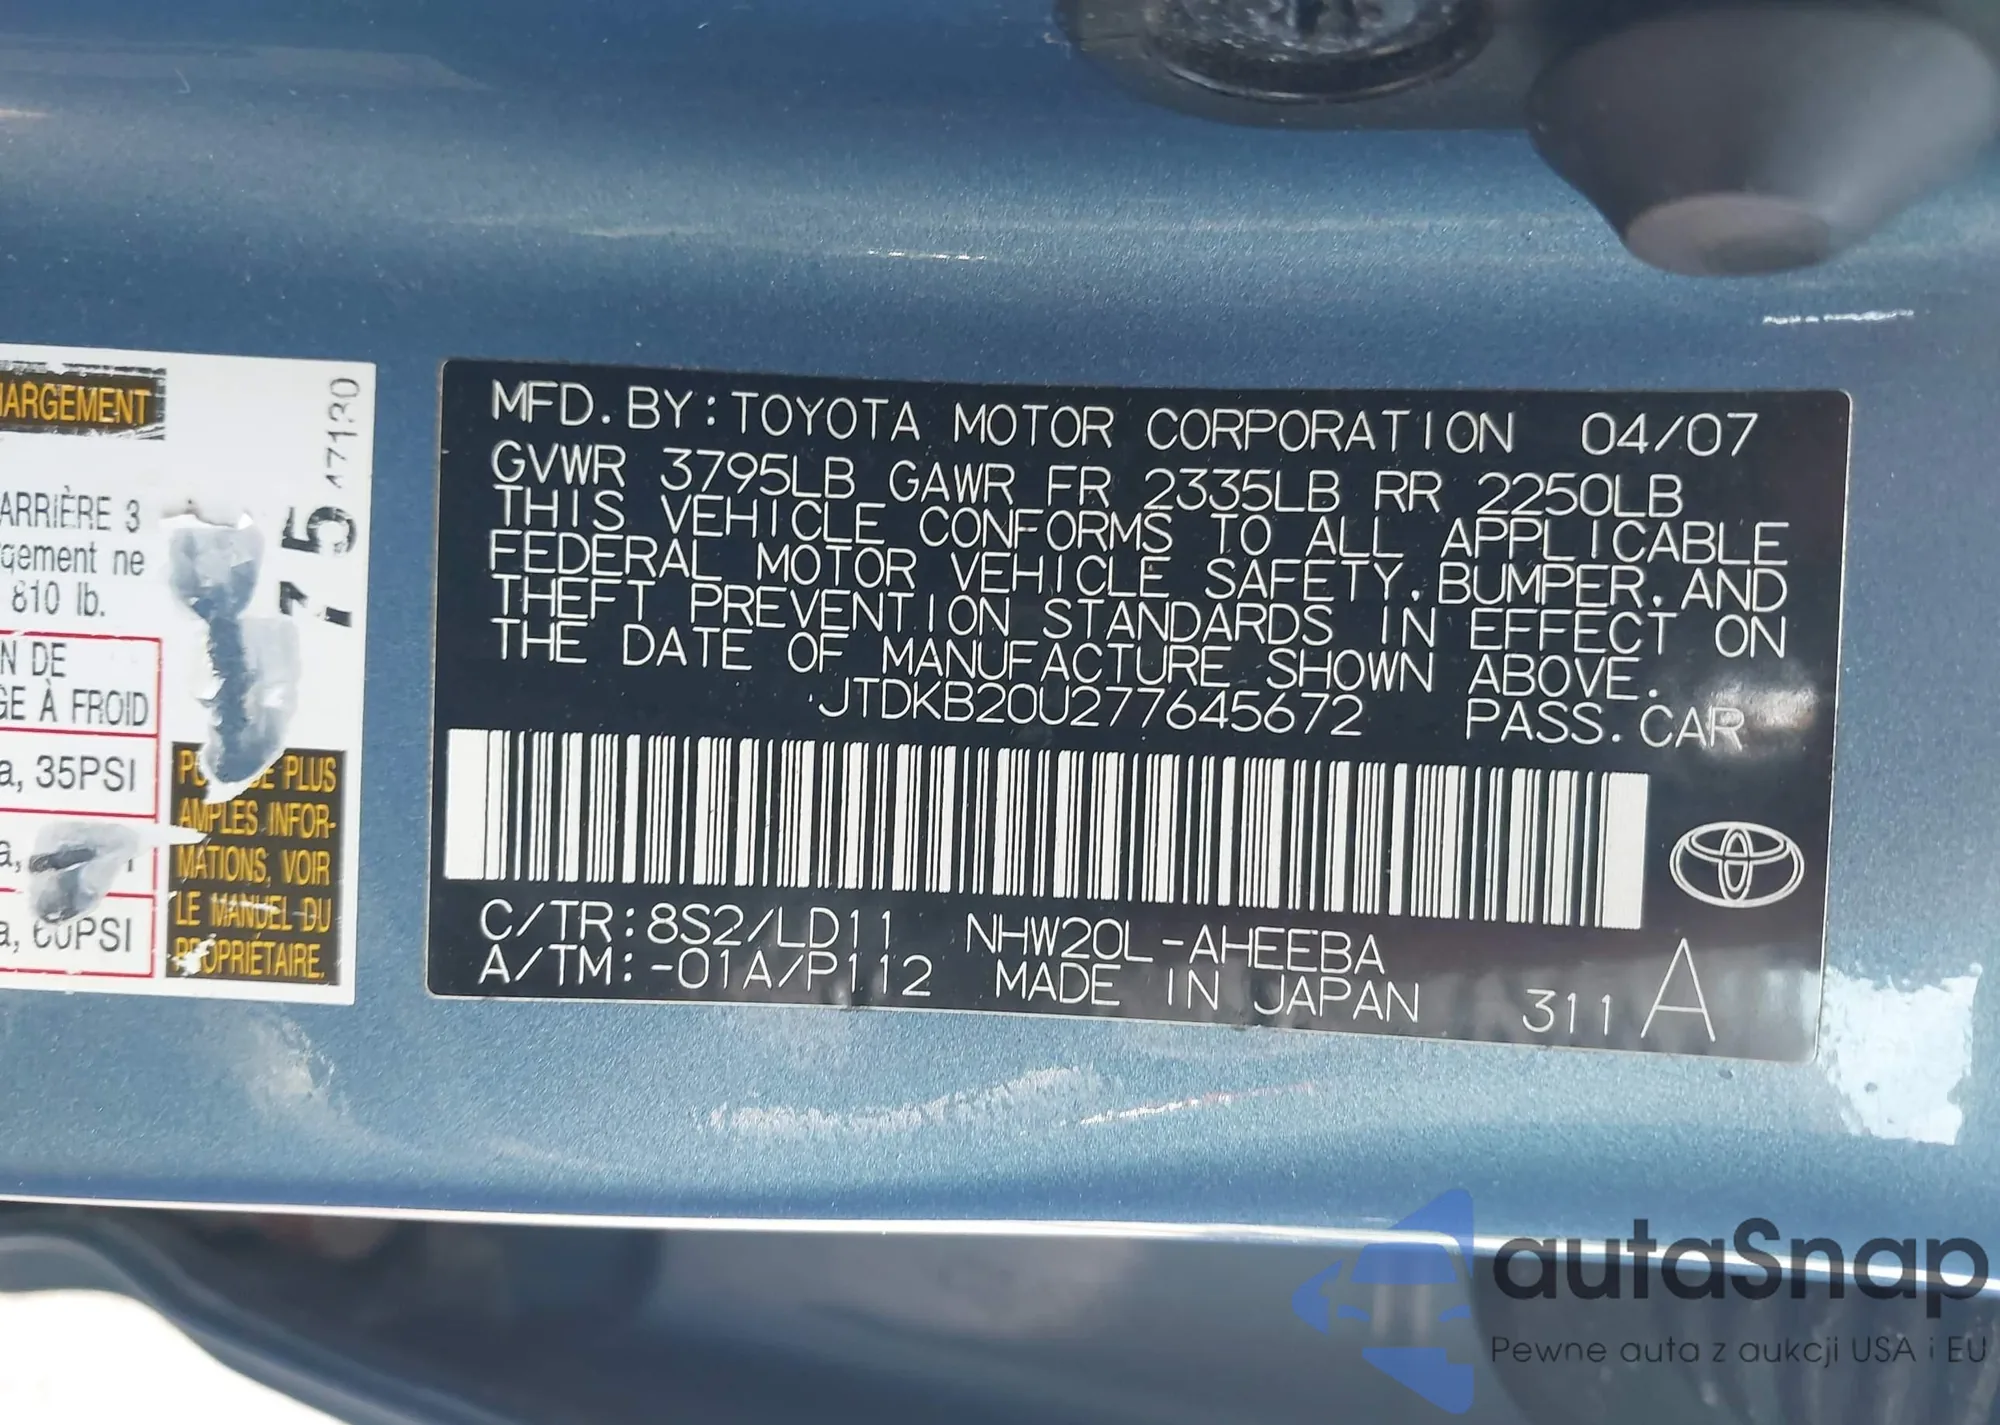 HARGEMENT
47130
ARRIÈRE 3
gement ne
810 lb.
75
N DE
GE À FROID
a, 35PSI
a,
a, 60PSI
PLUS
AMPLES INFOR-
MATIONS, VOIR
LE MANUEL DU
PROPRIÉTAIRE.
MFD. BY: TOYOTA MOTOR CORPORATION 04/07
GVWR 3795LB GAWR FR 2335LB RR 2250LB
THIS VEHICLE CONFORMS TO ALL APPLICABLE
FEDERAL MOTOR VEHICLE SAFETY, BUMPER, AND
THEFT PREVENTION STANDARDS IN EFFECT ON
THE DATE OF MANUFACTURE SHOWN ABOVE.
JTDKB20U277645672 PASS. CAR
C/TR: 8S2/LD11 NHW20L-AHEEBA
A/TM: -01A/P112 MADE IN JAPAN 311 A
autaSnap
Pewne auta z aukcji USA i EU